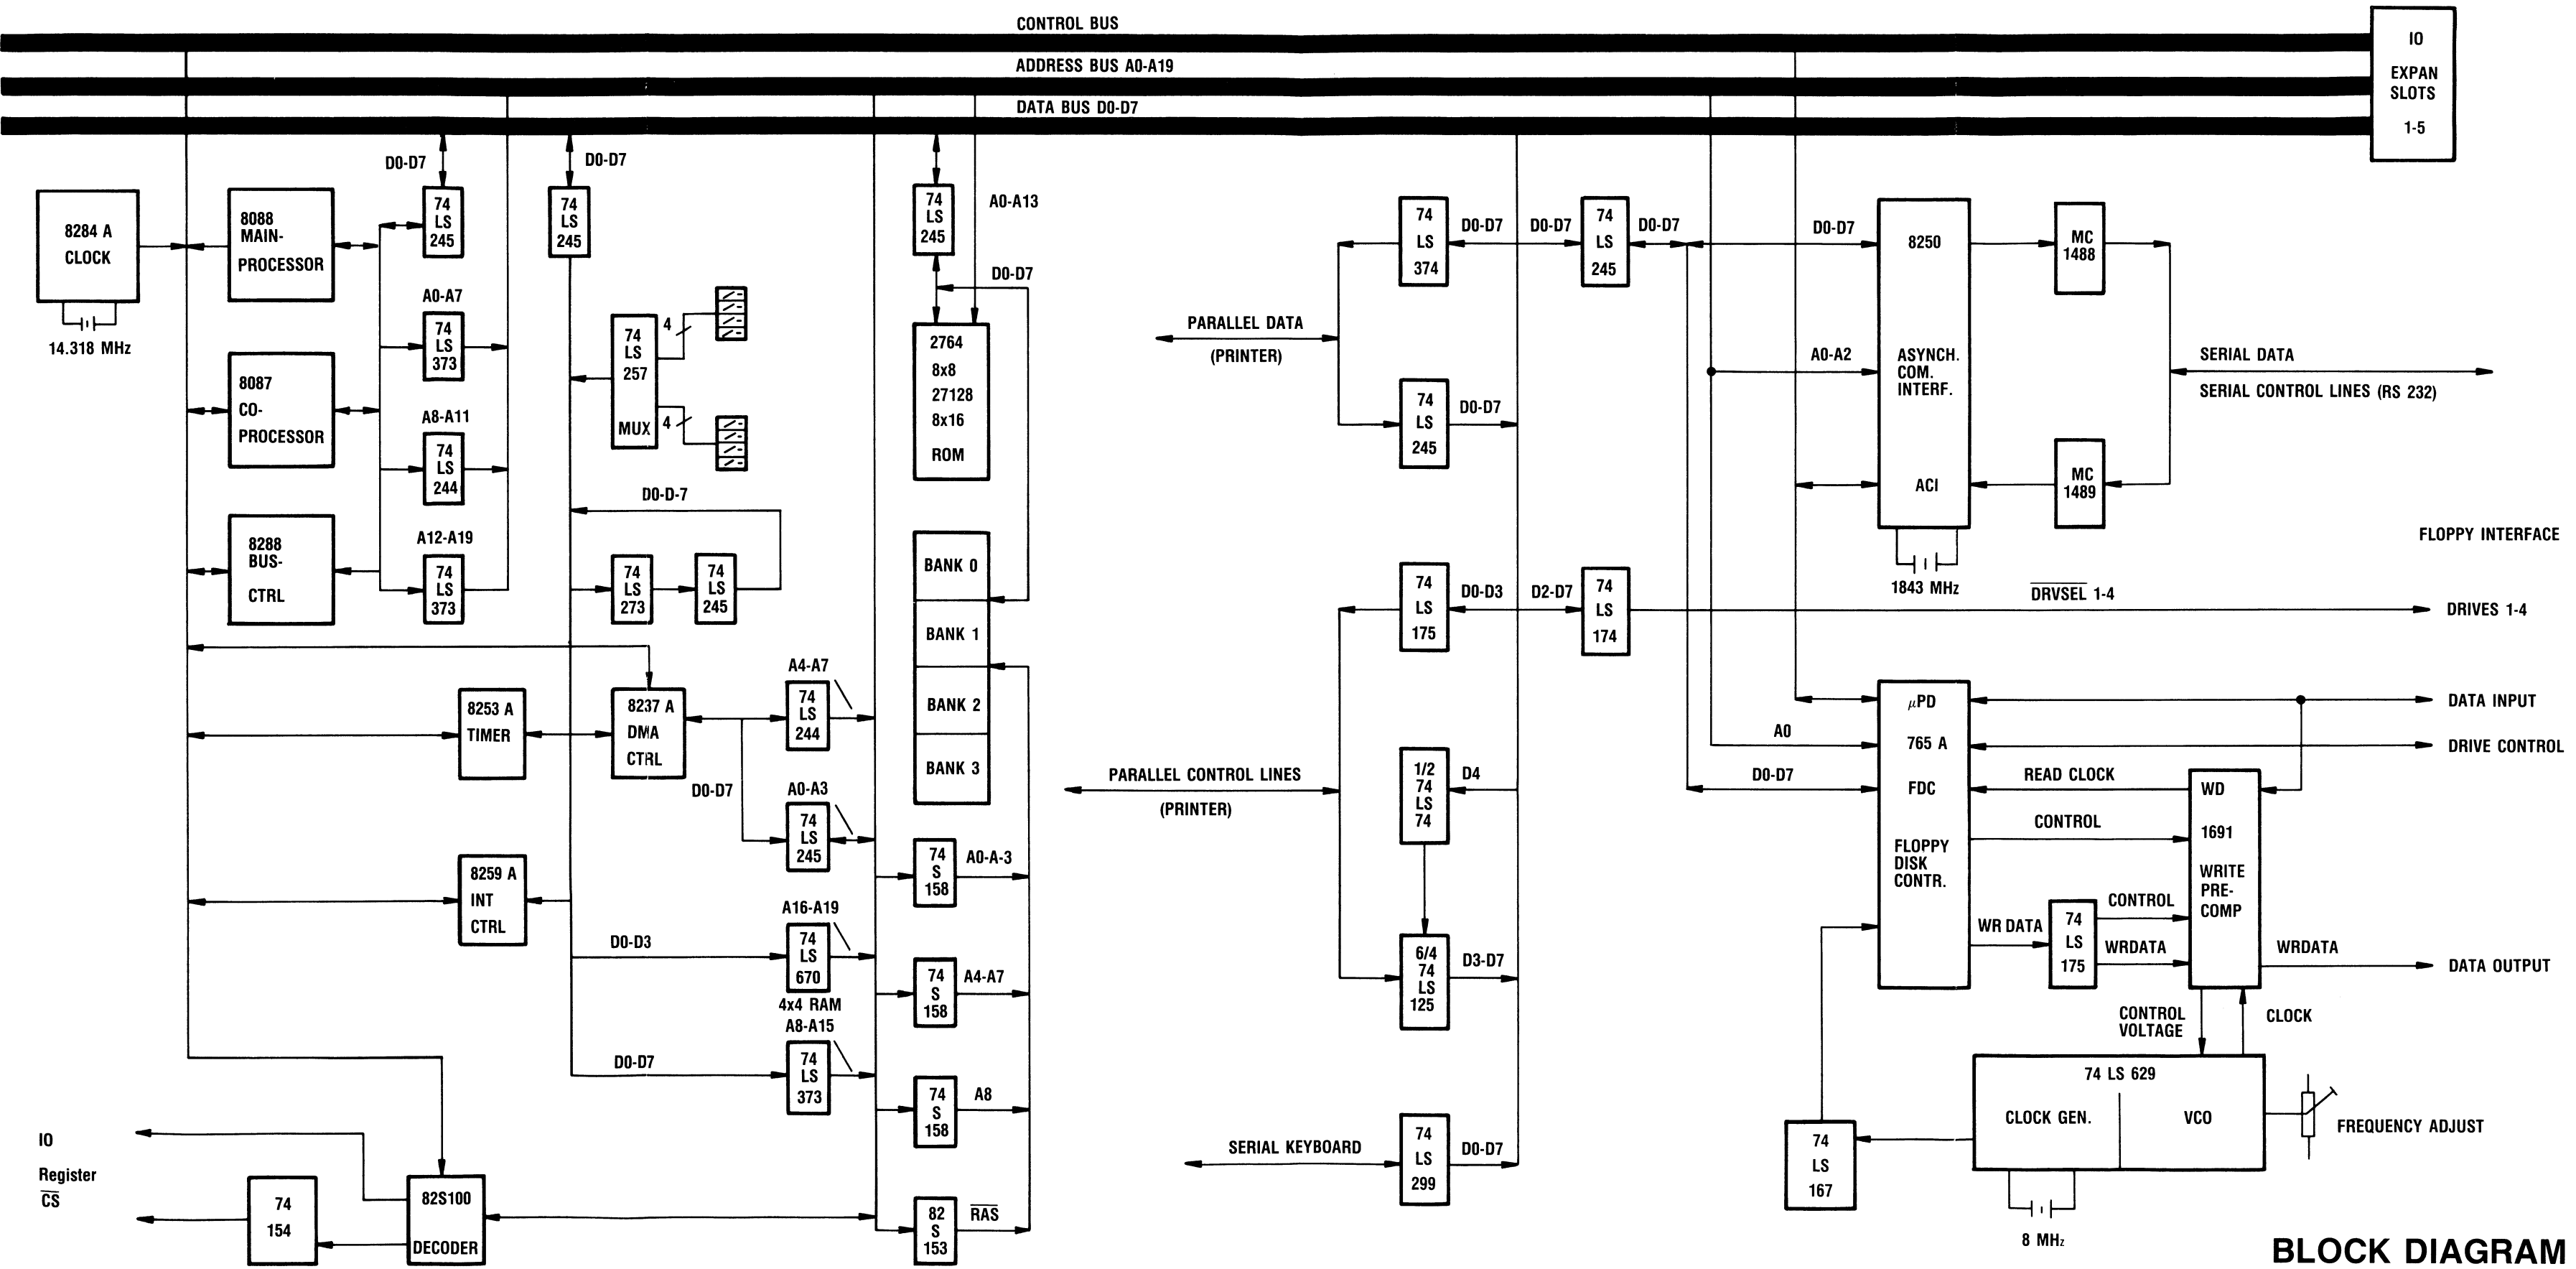 CONTROL BUS
ADDRESS BUS A0-A19
DATA BUS D0-D7
IO
EXPAN
SLOTS
1-5
8284 A
CLOCK
14.318 MHz
8088
MAIN-
PROCESSOR
8087
CO-
PROCESSOR
8288
BUS-
CTRL
D0-D7
74
LS
245
A0-A7
74
LS
373
A8-A11
74
LS
244
A12-A19
74
LS
373
D0-D7
74
LS
245
74
LS
257
MUX
4
4
D0-D-7
74
LS
273
74
LS
245
8253 A
TIMER
8237 A
DMA
CTRL
8259 A
INT
CTRL
D0-D7
A4-A7
74
LS
244
A0-A3
74
LS
245
D0-D3
A16-A19
74
LS
670
4x4 RAM
A8-A15
D0-D7
74
LS
373
IO
Register
CS
74
154
82S100
DECODER
74
LS
245
A0-A13
D0-D7
2764
8x8
27128
8x16
ROM
BANK 0
BANK 1
BANK 2
BANK 3
74
S
158
A0-A-3
74
S
158
A4-A7
74
S
158
A8
82
S
153
RAS
PARALLEL DATA
(PRINTER)
74
LS
374
D0-D7
D0-D7
74
LS
245
D0-D7
74
LS
245
D0-D7
74
LS
175
D0-D3
D2-D7
74
LS
174
PARALLEL CONTROL LINES
(PRINTER)
1/2
74
LS
74
D4
6/4
74
LS
125
D3-D7
SERIAL KEYBOARD
74
LS
299
D0-D7
D0-D7
A0-A2
8250
ASYNCH.
COM.
INTERF.
ACI
1843 MHz
MC
1488
MC
1489
SERIAL DATA
SERIAL CONTROL LINES (RS 232)
FLOPPY INTERFACE
DRVSEL 1-4
DRIVES 1-4
A0
D0-D7
μPD
765 A
FDC
FLOPPY
DISK
CONTR.
DATA INPUT
DRIVE CONTROL
READ CLOCK
CONTROL
WD
1691
WRITE
PRE-
COMP
WR DATA
74
LS
175
CONTROL
WRDATA
WRDATA
DATA OUTPUT
CONTROL
VOLTAGE
CLOCK
74 LS 629
CLOCK GEN.
VCO
FREQUENCY ADJUST
74
LS
167
8 MHz
BLOCK DIAGRAM